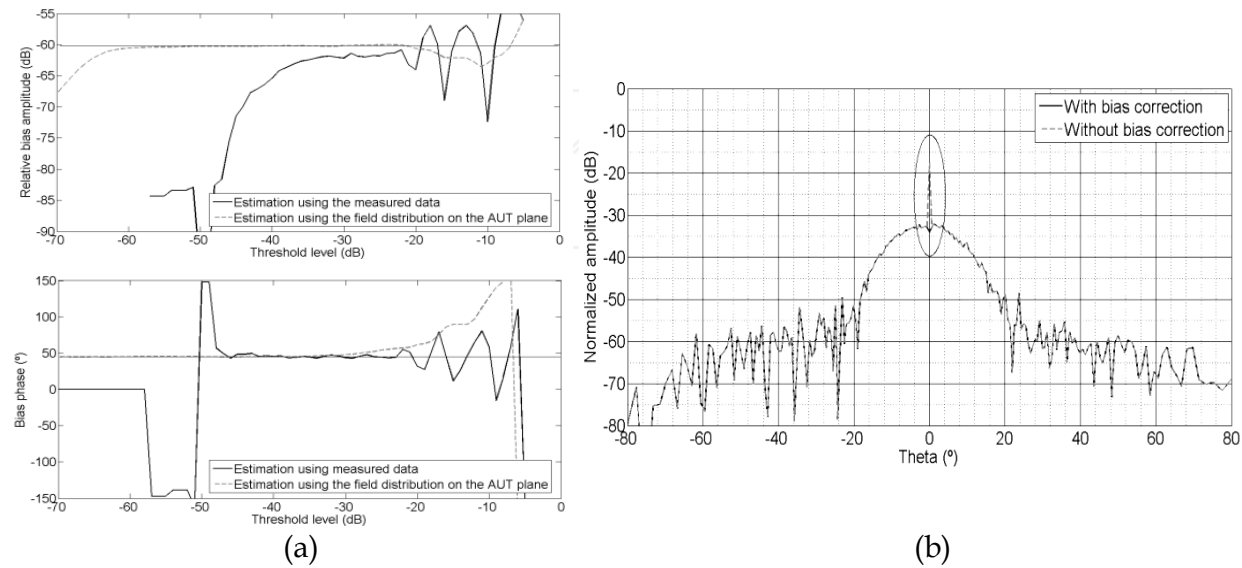 Relative bias amplitude (dB)
-55
-60
-65
-70
-75
-80
-85
-90
Estimation using the measured data
Estimation using the field distribution on the AUT plane
-70 -60 -50 -40 -30 -20 -10 0
Threshold level (dB)
Bias phase (º)
150
100
50
0
-50
-100
-150
Estimation using measured data
Estimation using the field distribution on the AUT plane
-70 -60 -50 -40 -30 -20 -10 0
Threshold level (dB)
(a)
Normalized amplitude (dB)
0
-10
-20
-30
-40
-50
-60
-70
-80
With bias correction
Without bias correction
-80 -60 -40 -20 0 20 40 60 80
Theta (º)
(b)